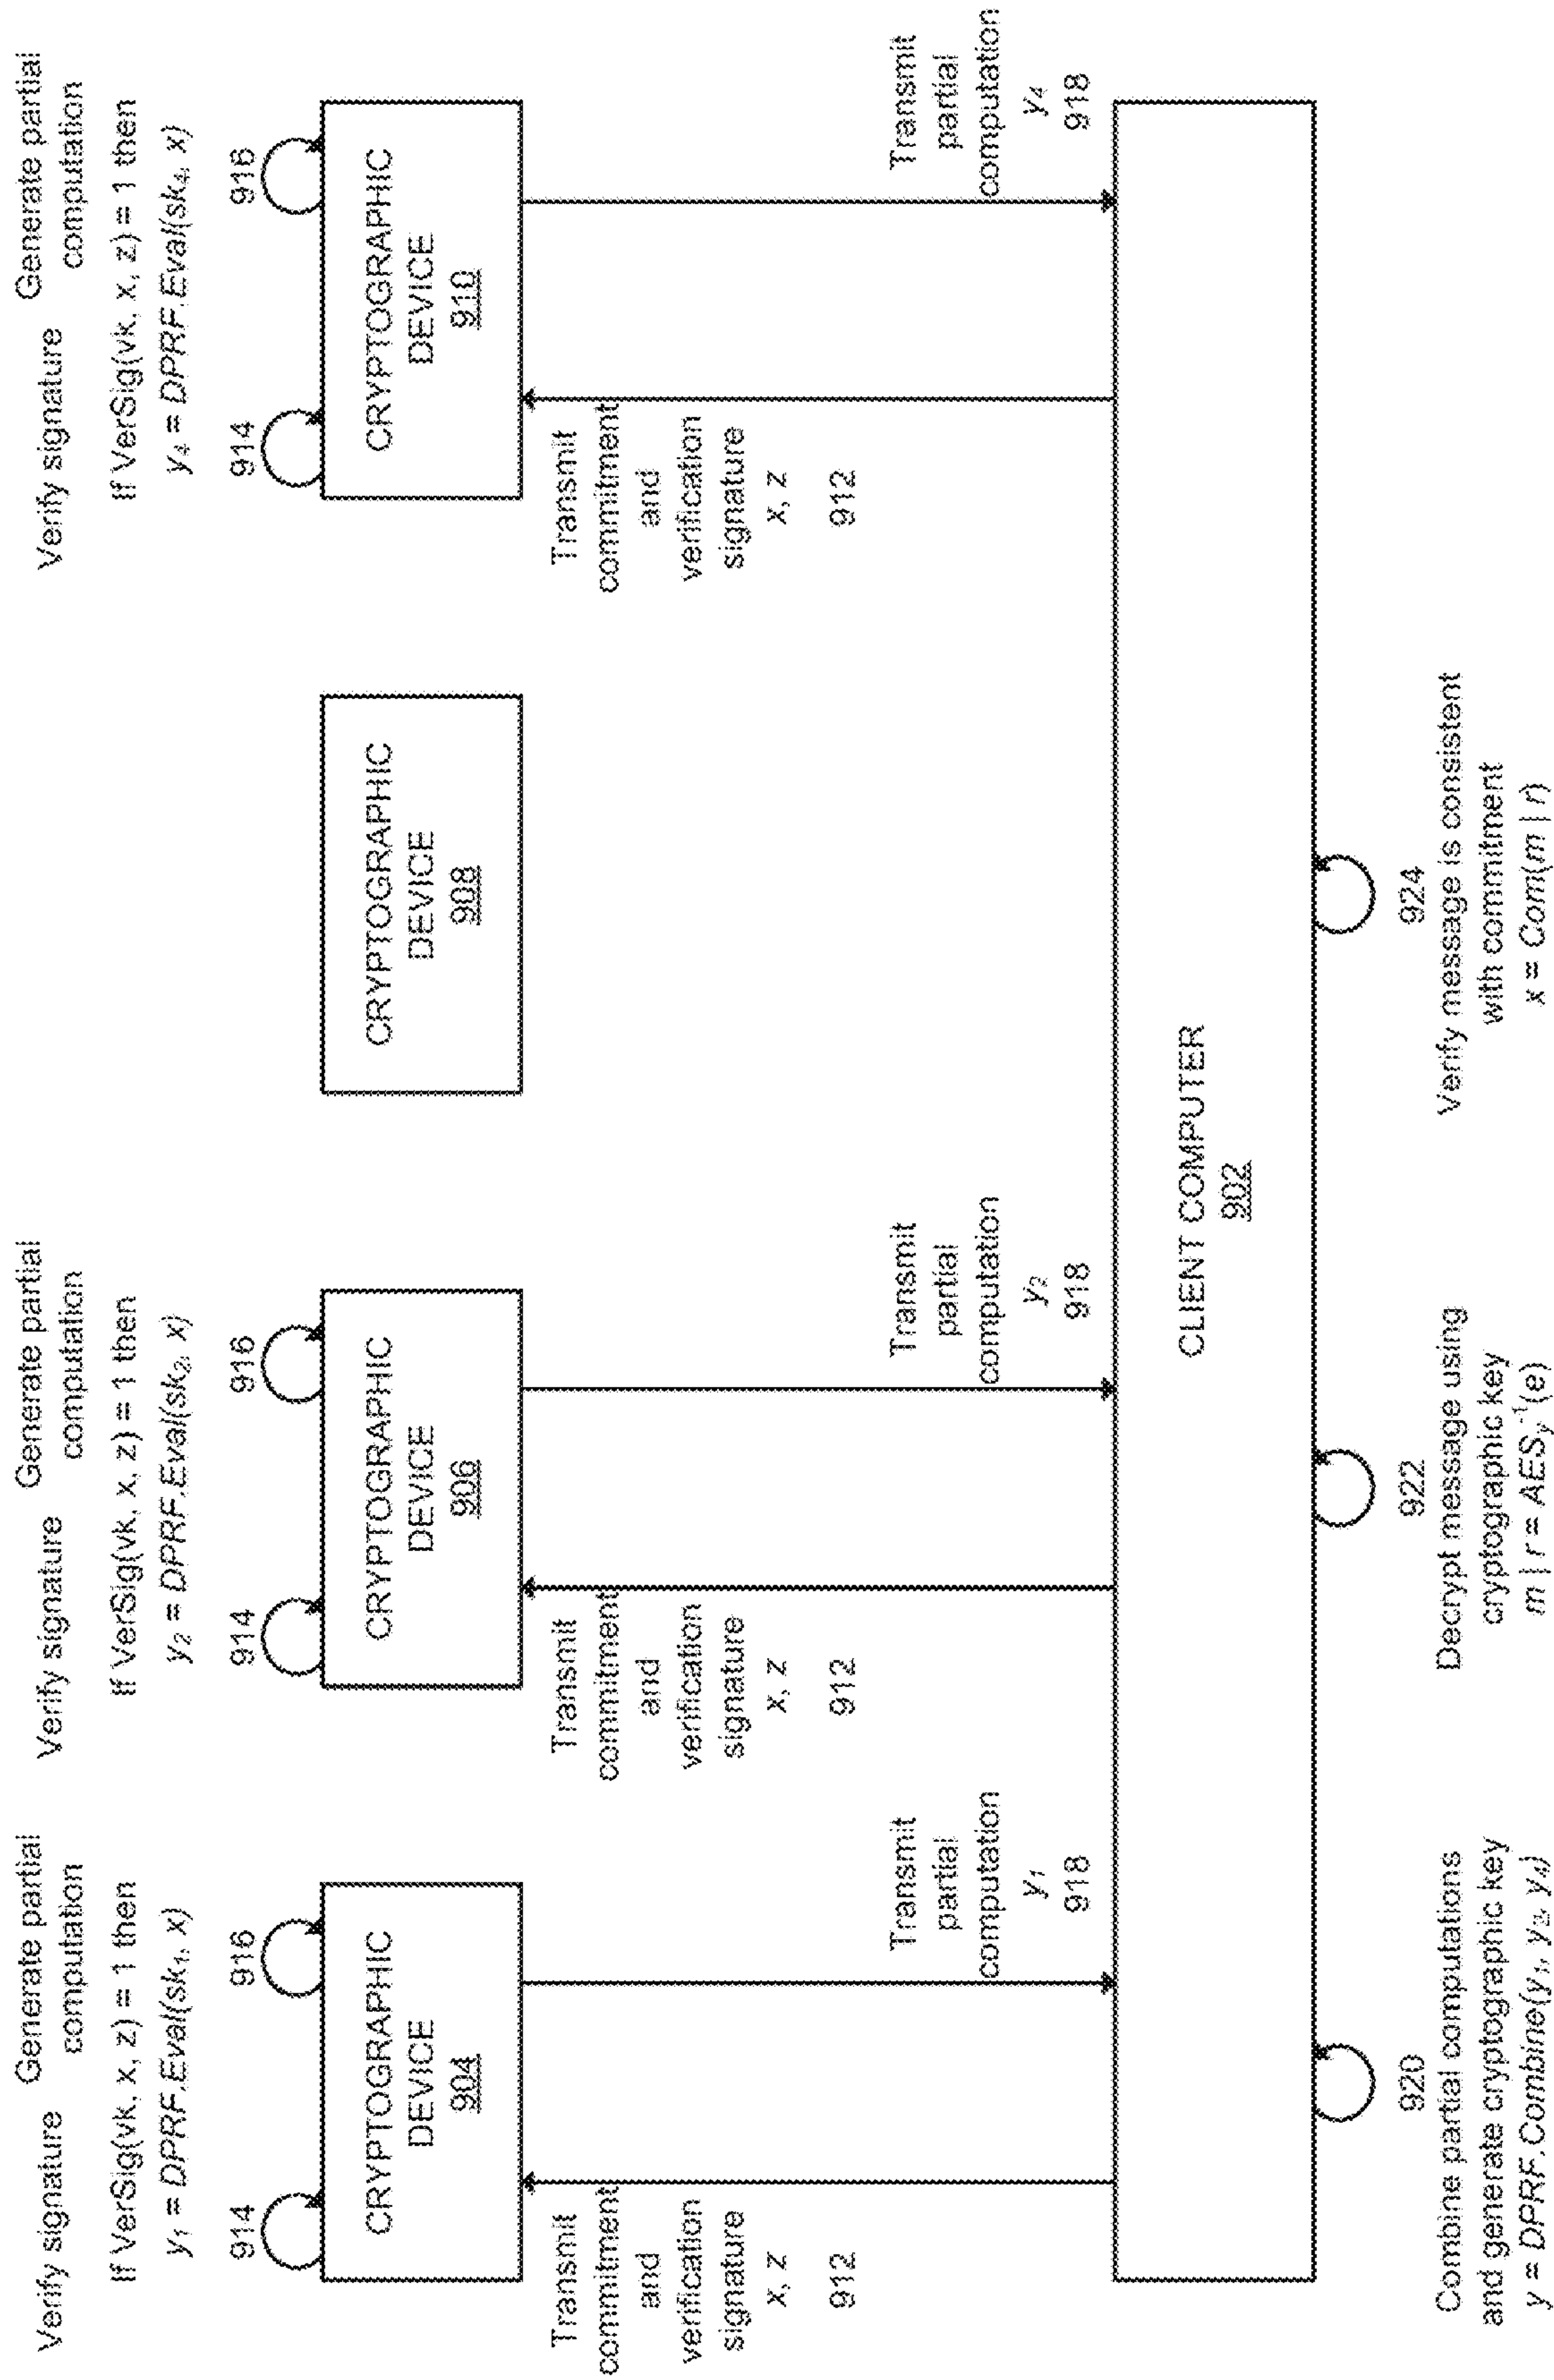 Verify signature
Generate partial
computation
If VerSig(vk, x, z) = 1 then
y₁ = DPRF.Eval(sk₁, x)
914
916
CRYPTOGRAPHIC
DEVICE
904
Transmit
commitment
and
verification
signature
x, z
912
Transmit
partial
computation
y₁
918
Verify signature
Generate partial
computation
If VerSig(vk, x, z) = 1 then
y₂ = DPRF.Eval(sk₂, x)
914
916
CRYPTOGRAPHIC
DEVICE
906
Transmit
commitment
and
verification
signature
x, z
912
Transmit
partial
computation
y₂
918
CRYPTOGRAPHIC
DEVICE
908
Verify signature
Generate partial
computation
If VerSig(vk, x, z) = 1 then
y₄ = DPRF.Eval(sk₄, x)
914
916
CRYPTOGRAPHIC
DEVICE
910
Transmit
commitment
and
verification
signature
x, z
912
Transmit
partial
computation
y₄
918
CLIENT COMPUTER
902
920
Combine partial computations
and generate cryptographic key
y = DPRF.Combine(y₁, y₂, y₄)
922
Decrypt message using
cryptographic key
m | r = AES_y⁻¹(e)
924
Verify message is consistent
with commitment
x = Com(m | r)